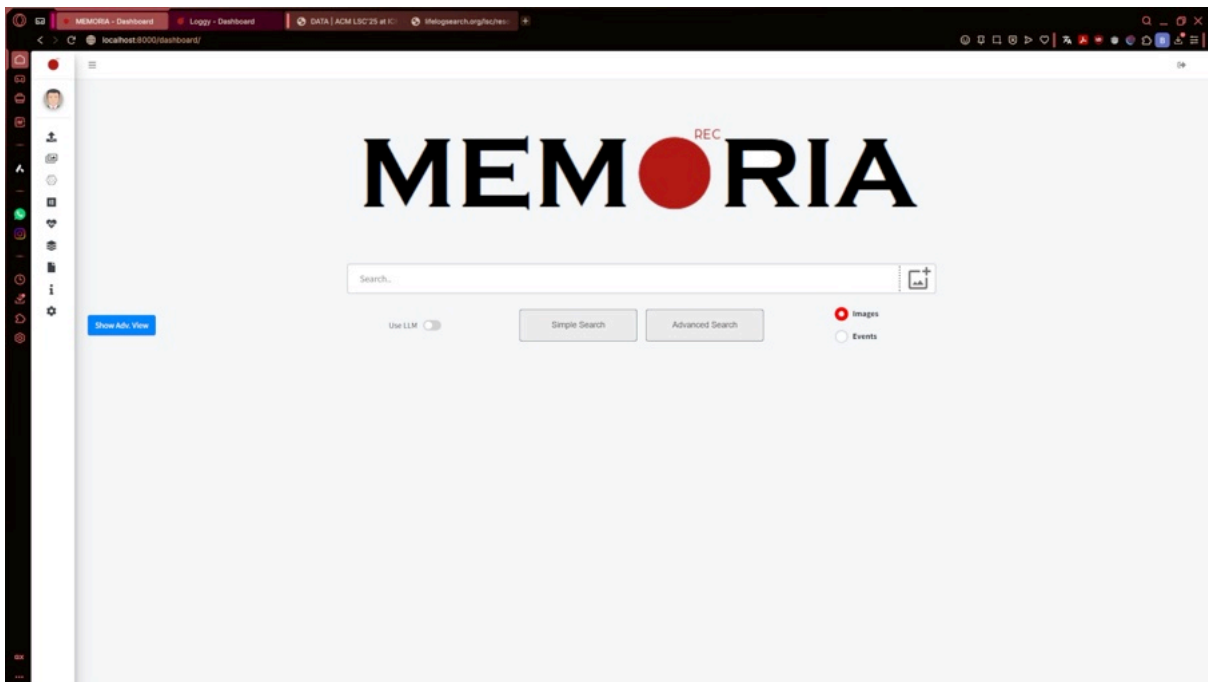 MEMORIA - Dashboard
Loggy - Dashboard
DATA | ACM LSC'25 at IC
lifelogsearch.org/lsc/
localhost:8000/dashboard/
REC
MEMORIA
Search..
Show Adv. View
Use LLM
Simple Search
Advanced Search
Images
Events